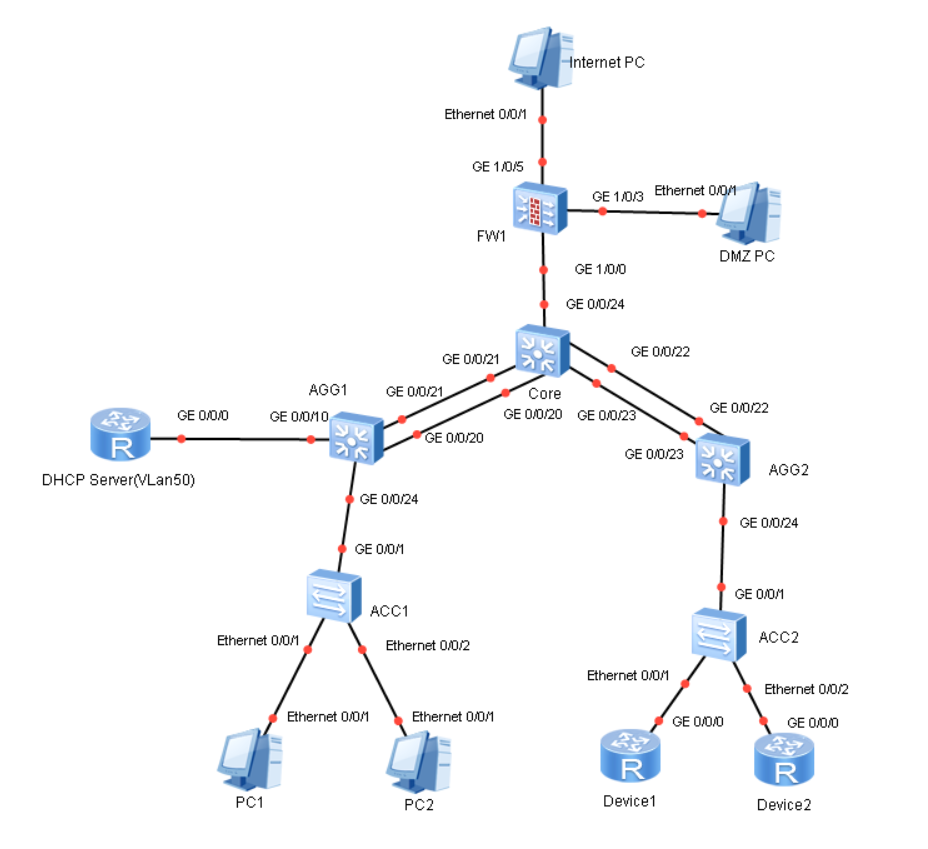 Internet PC
Ethernet 0/0/1
GE 1/0/5
GE 1/0/3
Ethernet 0/0/1
FW1
DMZ PC
GE 1/0/0
GE 0/0/24
GE 0/0/21
GE 0/0/22
AGG1
GE 0/0/21
Core
GE 0/0/20
GE 0/0/23
GE 0/0/22
GE 0/0/0
GE 0/0/10
GE 0/0/20
GE 0/0/23
AGG2
R
DHCP Server(VLan50)
GE 0/0/24
GE 0/0/24
GE 0/0/1
GE 0/0/1
ACC1
ACC2
Ethernet 0/0/1
Ethernet 0/0/2
Ethernet 0/0/1
Ethernet 0/0/2
Ethernet 0/0/1
Ethernet 0/0/1
GE 0/0/0
GE 0/0/0
R
R
PC1
PC2
Device1
Device2